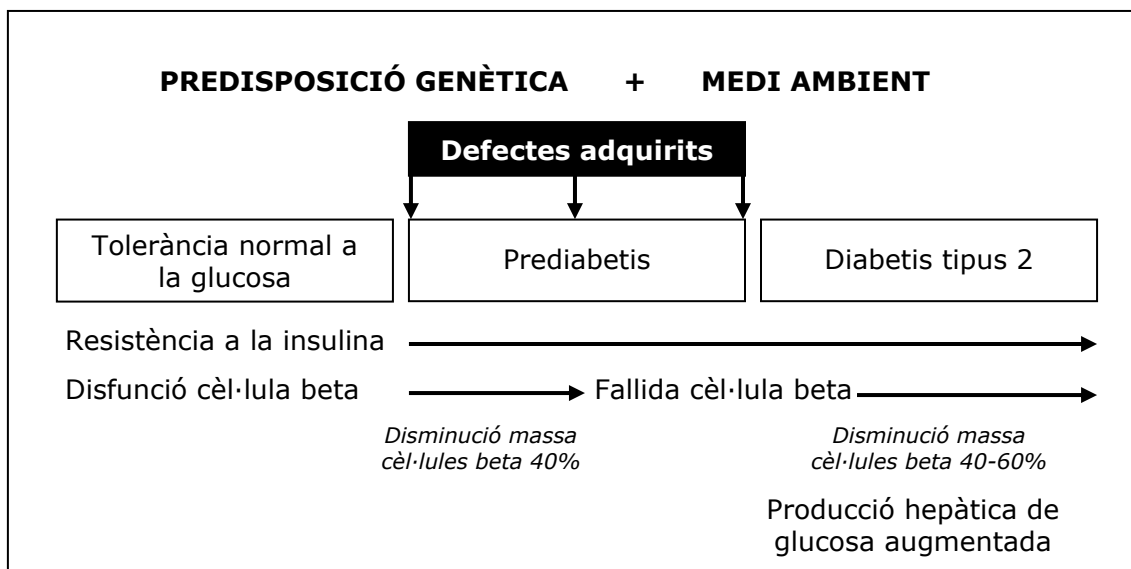 PREDISPOSICIÓ GENÈTICA + MEDI AMBIENT
Defectes adquirits
Tolerància normal a
la glucosa
Prediabetis
Diabetis tipus 2
Resistència a la insulina
Disfunció cèl·lula beta
Fallida cèl·lula beta
Disminució massa
cèl·lules beta 40%
Disminució massa
cèl·lules beta 40-60%
Producció hepàtica de
glucosa augmentada